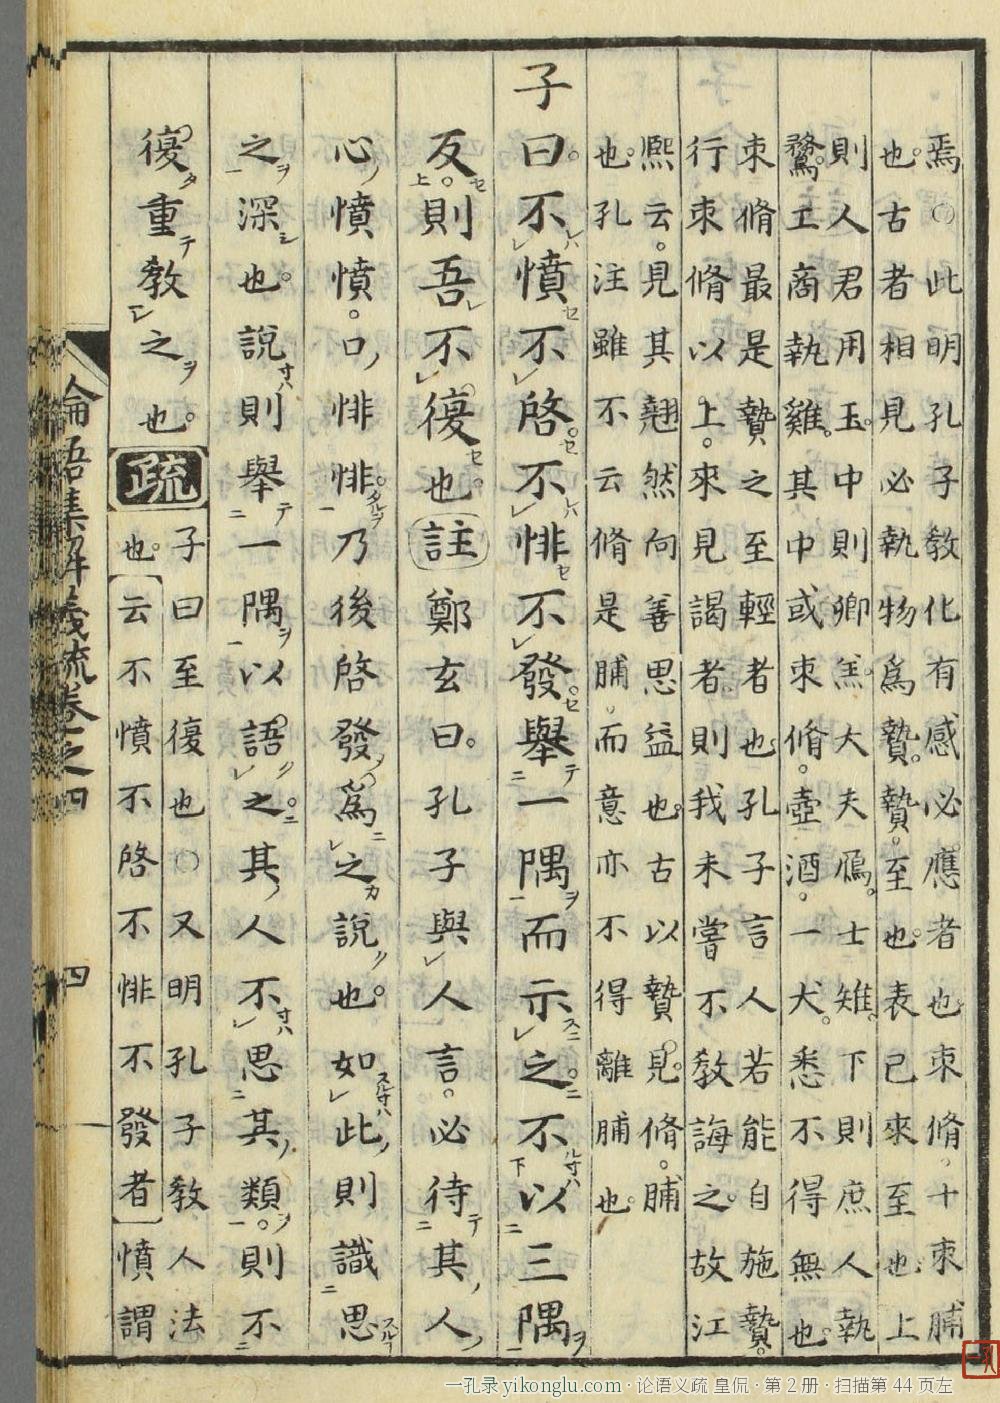 焉〇此明孔子教化有感必應者也束脩十束脯
也古者相見必執物爲贄贄至也表己來至也上
則人君用玉中則卿羔大夫鴈士雉下則庶人執
鶩工商執雞其中或束脩壺酒一犬悉不得無也
束脩最是贄之至輕者也孔子言人若能自施贄
行束脩以上來見謁者則我未嘗不教誨之故江
熈云見其翹然向善思益也古以贄見脩脯
也孔注雖不云脩是脯而意亦不得離脯也
子曰不憤不啓不悱不發舉一隅而示之不以三隅
反則吾不復也註鄭玄曰孔子與人言必待其人
心憤憤口悱悱乃後啓發爲之說也如此則識思
之深也說則舉一隅以語之其人不思其類則不
復重教之也疏
子曰至復也〇又明孔子教人法
也云不憤不啓不悱不發者憤謂
論語集解義疏卷之四
四
一孔录 yikonglu.com · 论语义疏 皇侃 · 第 2 册 · 扫描第 44 页左